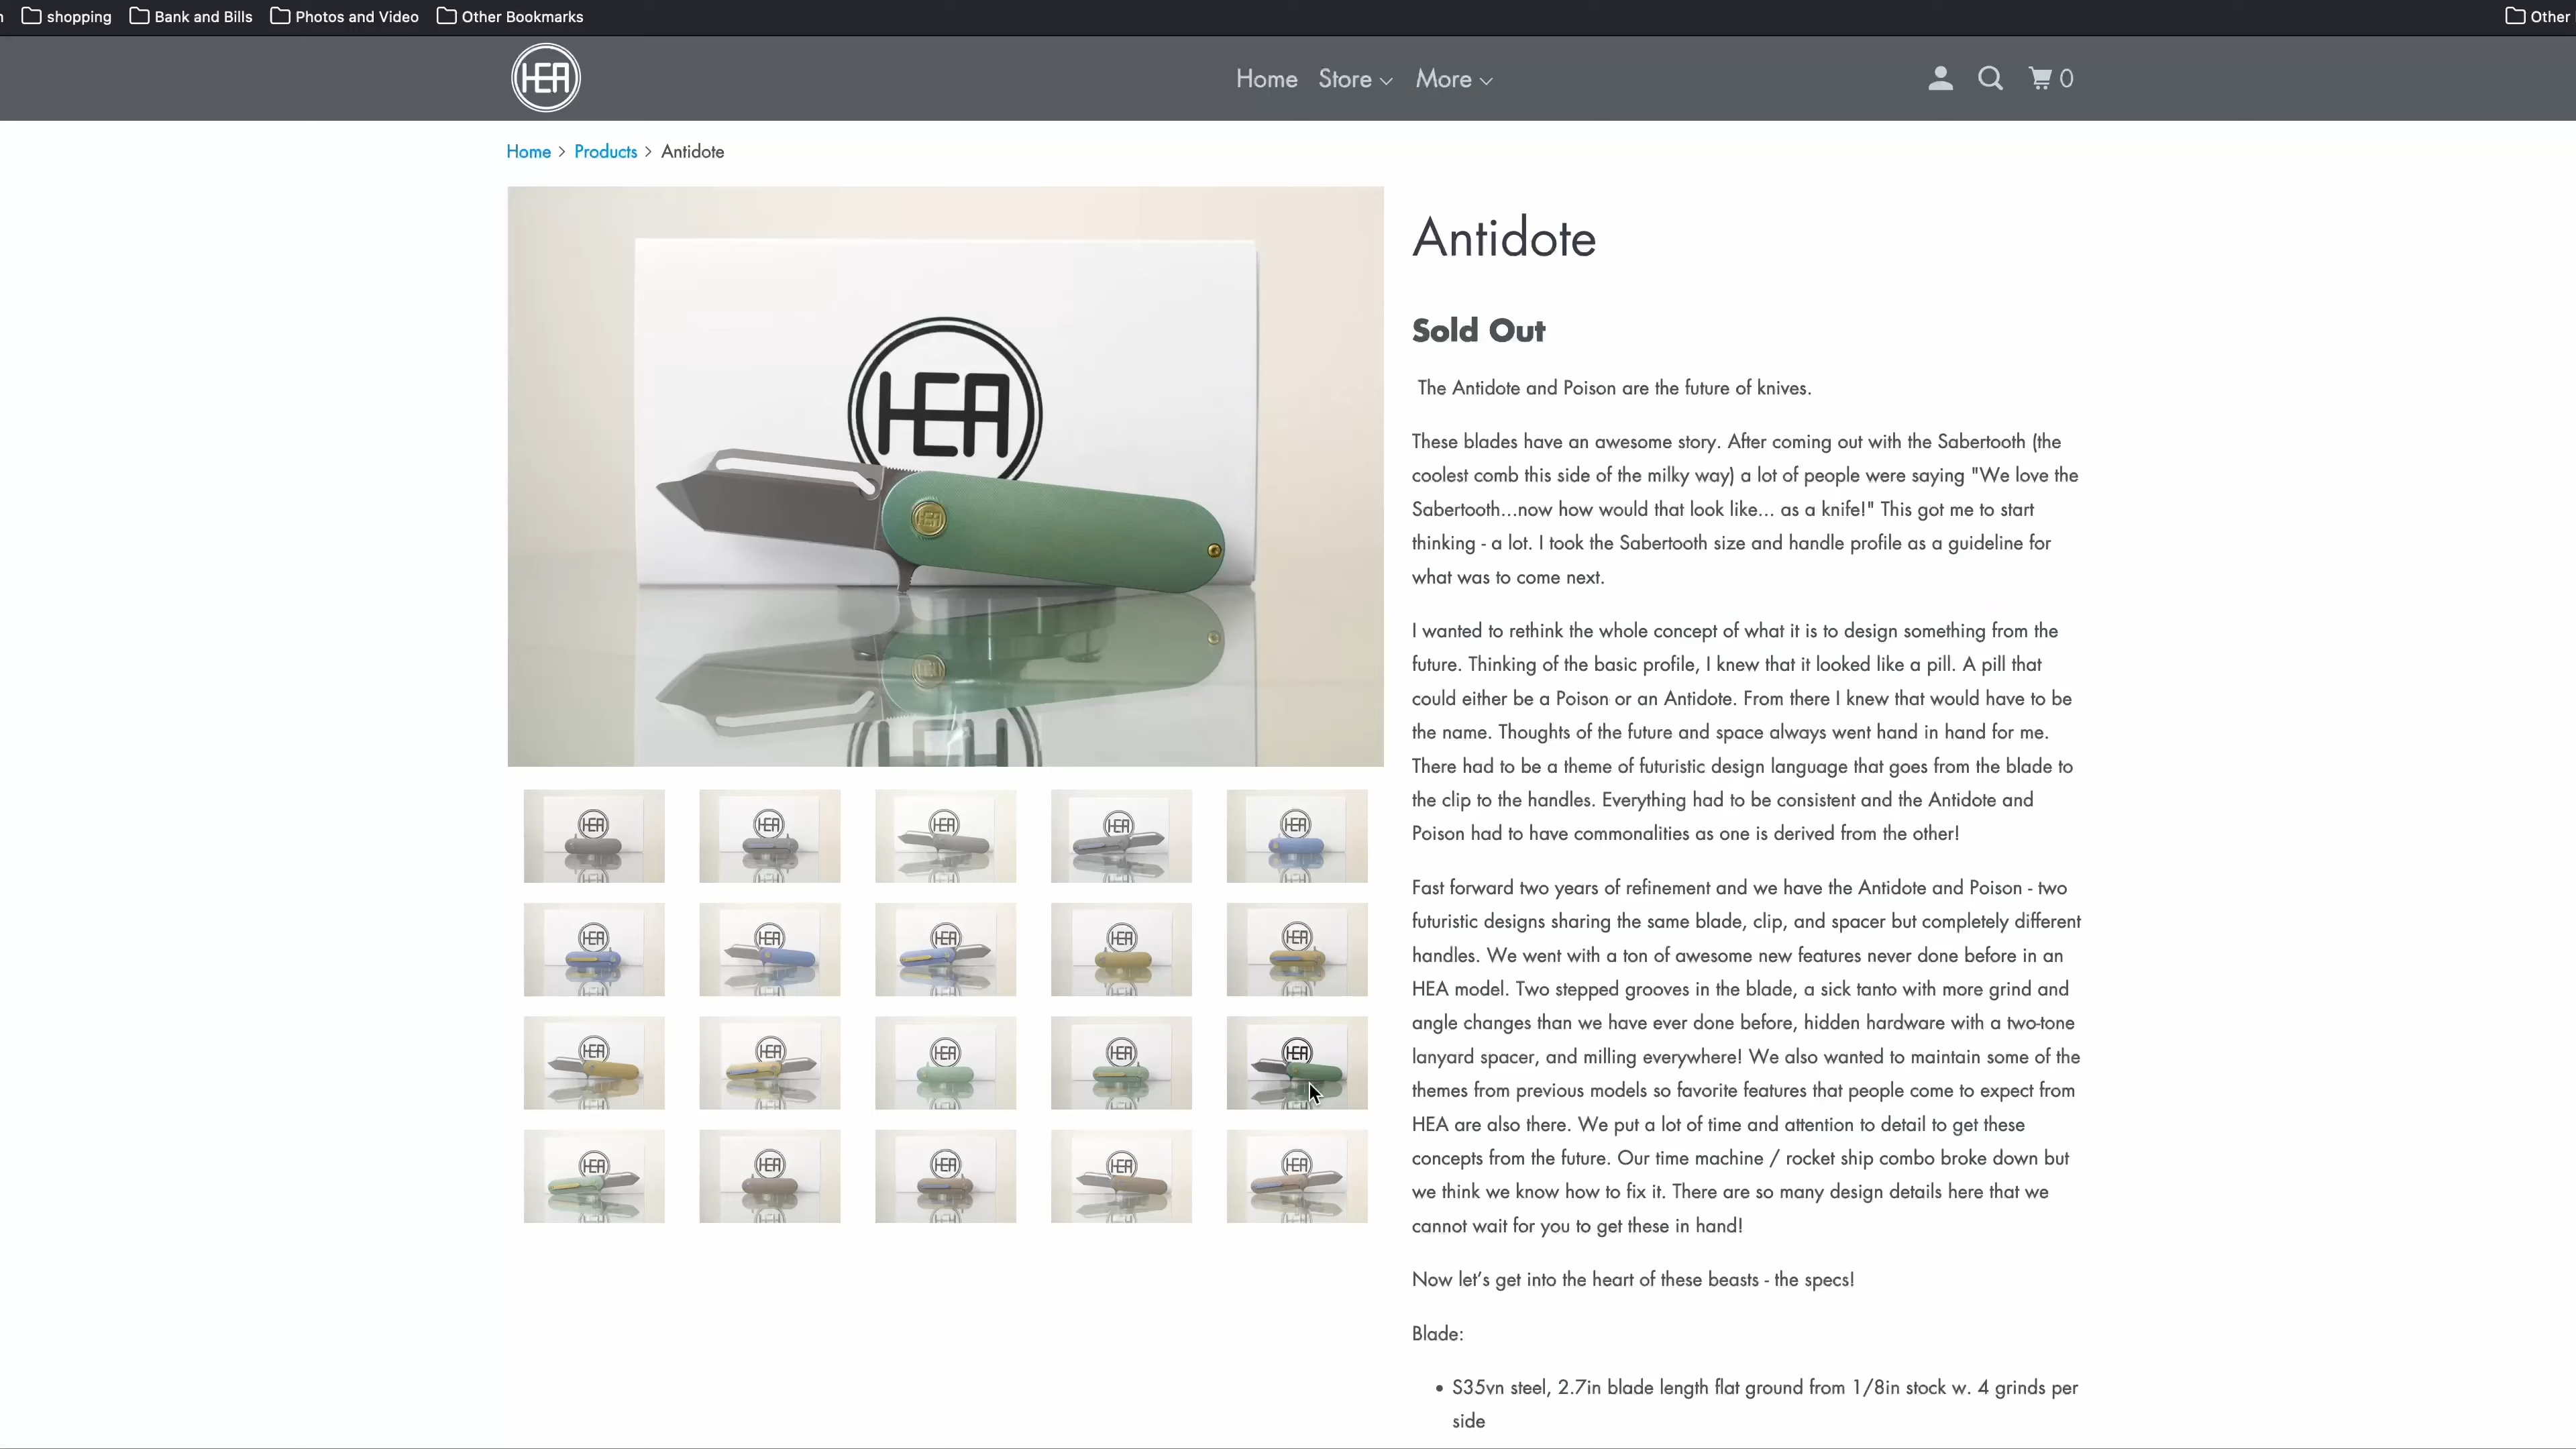 shopping Bank and Bills Photos and Video Other Bookmarks Other
HEA Home Store More 0
Home > Products > Antidote
HEA
Antidote
Sold Out
The Antidote and Poison are the future of knives.
These blades have an awesome story. After coming out with the Sabertooth (the
coolest comb this side of the milky way) a lot of people were saying "We love the
Sabertooth...now how would that look like... as a knife!" This got me to start
thinking - a lot. I took the Sabertooth size and handle profile as a guideline for
what was to come next.
I wanted to rethink the whole concept of what it is to design something from the
future. Thinking of the basic profile, I knew that it looked like a pill. A pill that
could either be a Poison or an Antidote. From there I knew that would have to be
the name. Thoughts of the future and space always went hand in hand for me.
There had to be a theme of futuristic design language that goes from the blade to
the clip to the handles. Everything had to be consistent and the Antidote and
Poison had to have commonalities as one is derived from the other!
Fast forward two years of refinement and we have the Antidote and Poison - two
futuristic designs sharing the same blade, clip, and spacer but completely different
handles. We went with a ton of awesome new features never done before in an
HEA model. Two stepped grooves in the blade, a sick tanto with more grind and
angle changes than we have ever done before, hidden hardware with a two-tone
lanyard spacer, and milling everywhere! We also wanted to maintain some of the
themes from previous models so favorite features that people come to expect from
HEA are also there. We put a lot of time and attention to detail to get these
concepts from the future. Our time machine / rocket ship combo broke down but
we think we know how to fix it. There are so many design details here that we
cannot wait for you to get these in hand!
Now let's get into the heart of these beasts - the specs!
Blade:
• S35vn steel, 2.7in blade length flat ground from 1/8in stock w. 4 grinds per
side